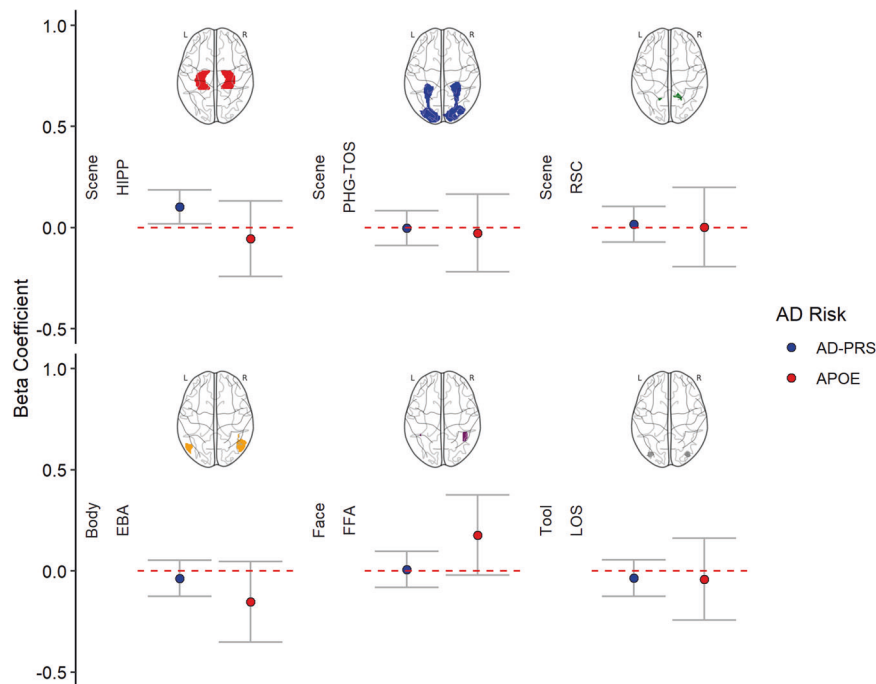 1.0
L R
L R
L R
0.5
Scene
HIPP
Scene
PHG-TOS
Scene
RSC
0.0
-0.5
Beta Coefficient
1.0
L R
L R
L R
0.5
Body
EBA
Face
FFA
Tool
LOS
0.0
-0.5
AD Risk
AD-PRS
APOE